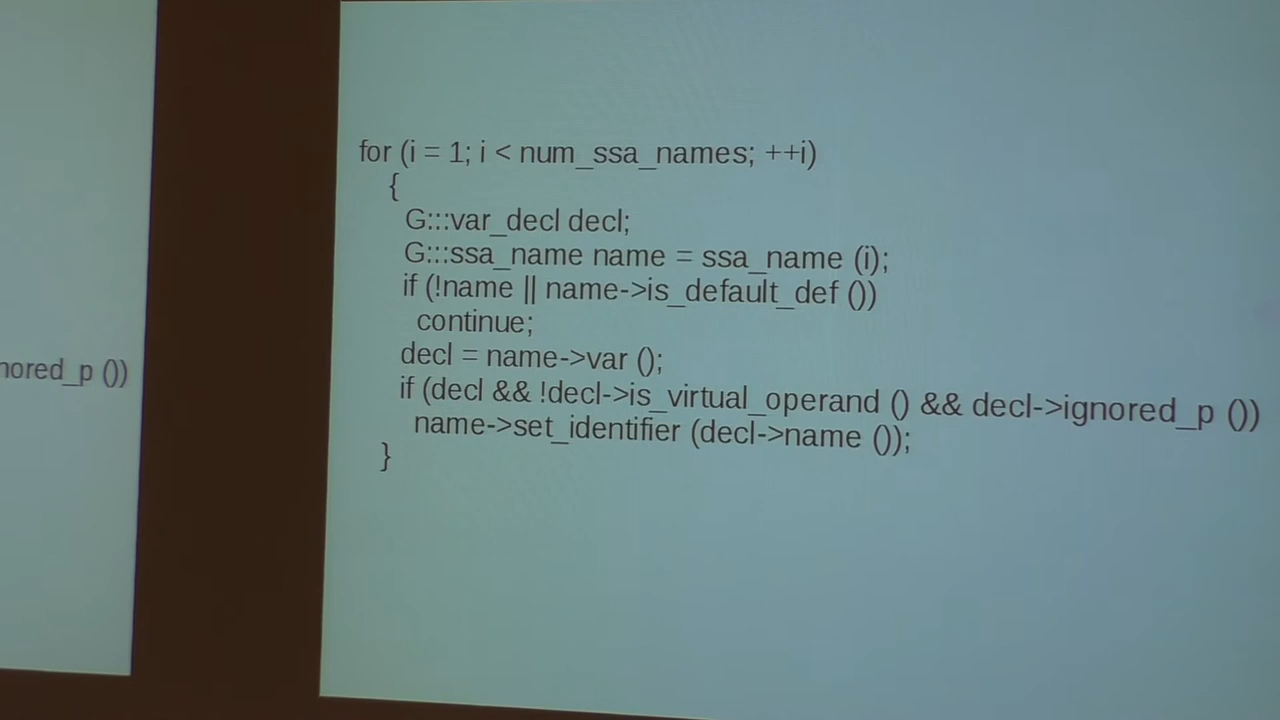 for (i = 1; i < num_ssa_names; ++i)
{
G:::var_decl decl;
G:::ssa_name name = ssa_name (i);
if (!name || name->is_default_def ())
continue;
decl = name->var ();
if (decl && !decl->is_virtual_operand () && decl->ignored_p ())
name->set_identifier (decl->name ());
}
nored_p ())